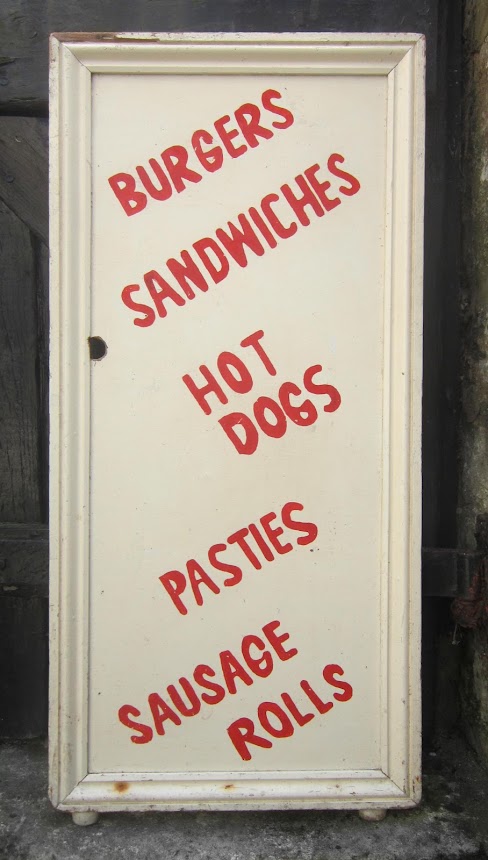 BURGERS
SANDWICHES
HOT
DOGS
PASTIES
SAUSAGE
ROLLS